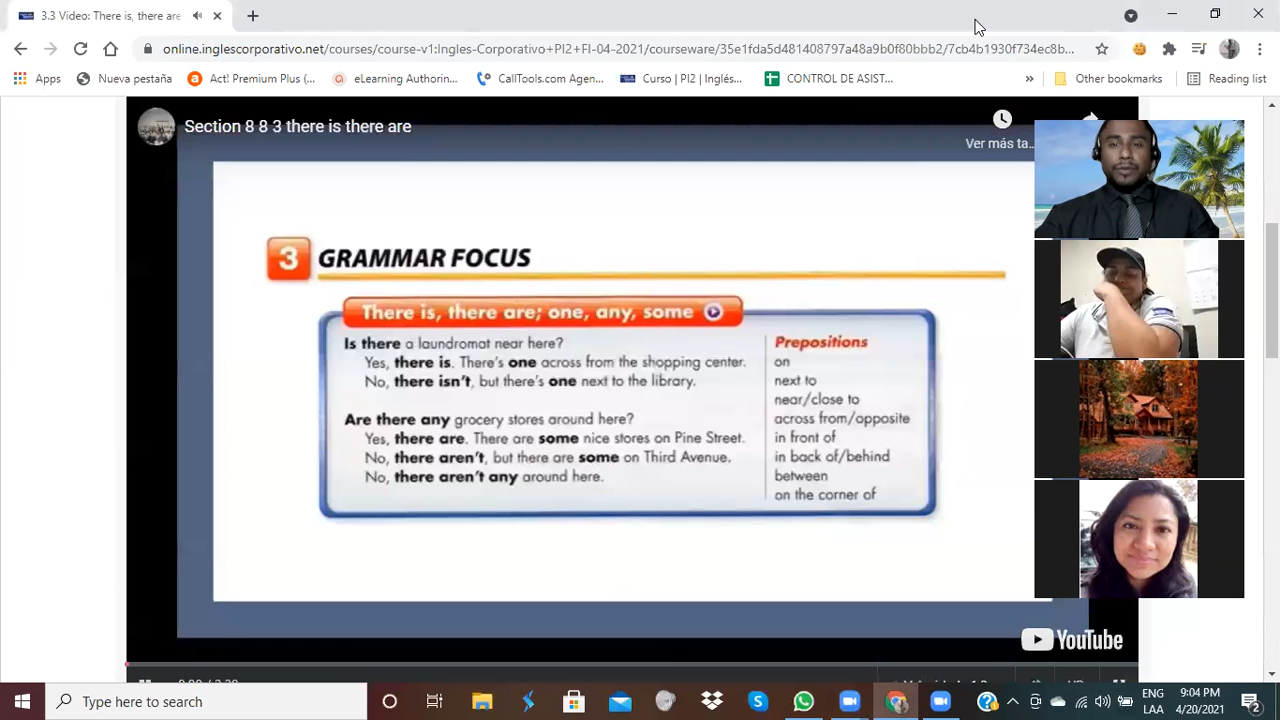 3.3 Video: There is, there are
online.inglescorporativo.net/courses/course-v1:Ingles-Corporativo+PI2+FI-04-2021/courseware/35e1fda5d481408797a48a9b0f80bbb2/7cb4b1930f734ec8b...
Apps Nueva pestaña Act! Premium Plus (... eLearning Authorin... CallTools.com Agen... Curso | PI2 | Ingles... CONTROL DE ASIST... » Other bookmarks Reading list
Section 8 8 3 there is there are
Ver más ta...
3 GRAMMAR FOCUS
There is, there are; one, any, some
Is there a laundromat near here?
Yes, there is. There's one across from the shopping center.
No, there isn't, but there's one next to the library.
Are there any grocery stores around here?
Yes, there are. There are some nice stores on Pine Street.
No, there aren't, but there are some on Third Avenue.
No, there aren't any around here.
Prepositions
on
next to
near/close to
across from/opposite
in front of
in back of/behind
between
on the corner of
YouTube
Type here to search
ENG
LAA
9:04 PM
4/20/2021
2